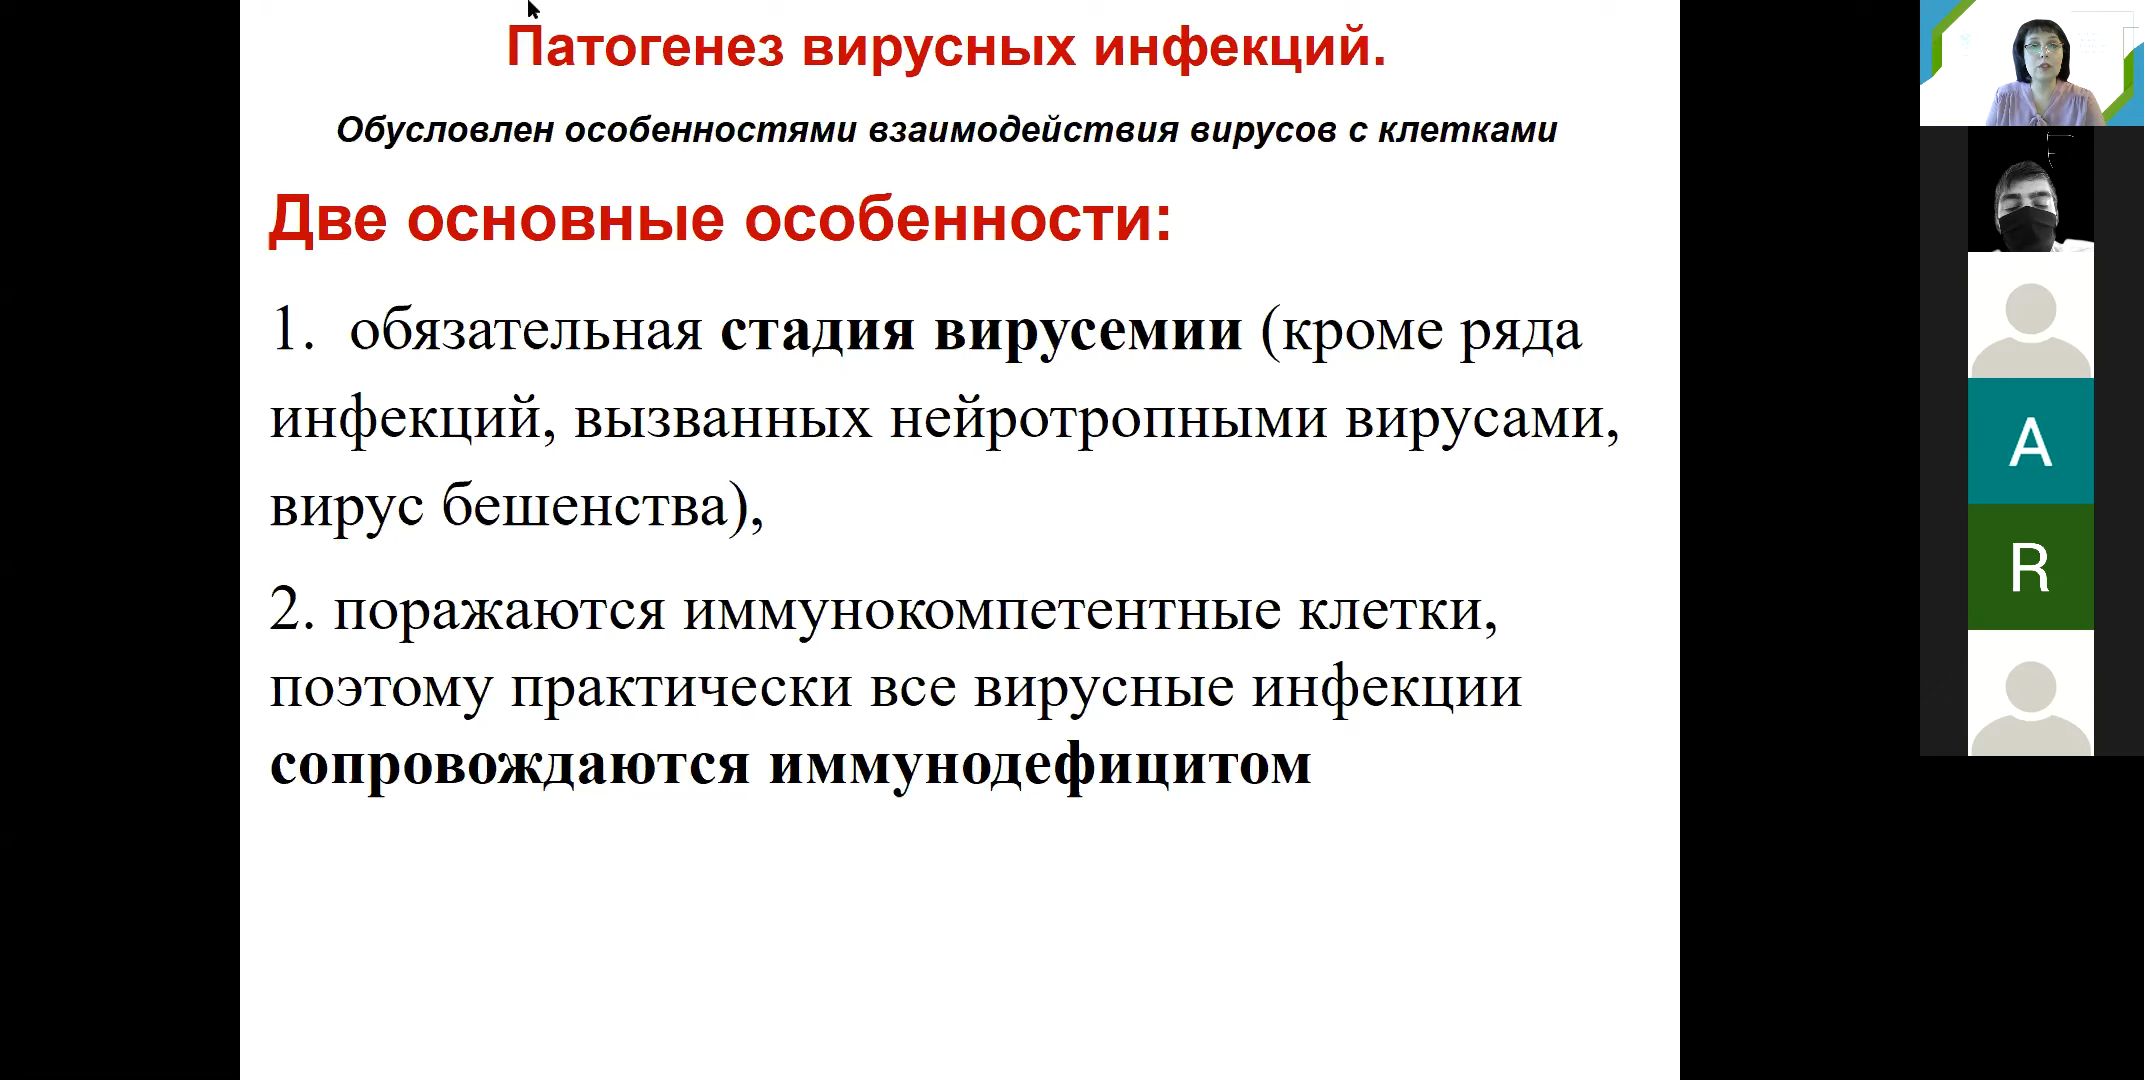 Патогенез вирусных инфекций.
Обусловлен особенностями взаимодействия вирусов с клетками
Две основные особенности:
1. обязательная стадия вирусемии (кроме ряда
инфекций, вызванных нейротропными вирусами,
вирус бешенства),
2. поражаются иммунокомпетентные клетки,
поэтому практически все вирусные инфекции
сопровождаются иммунодефицитом
A
R